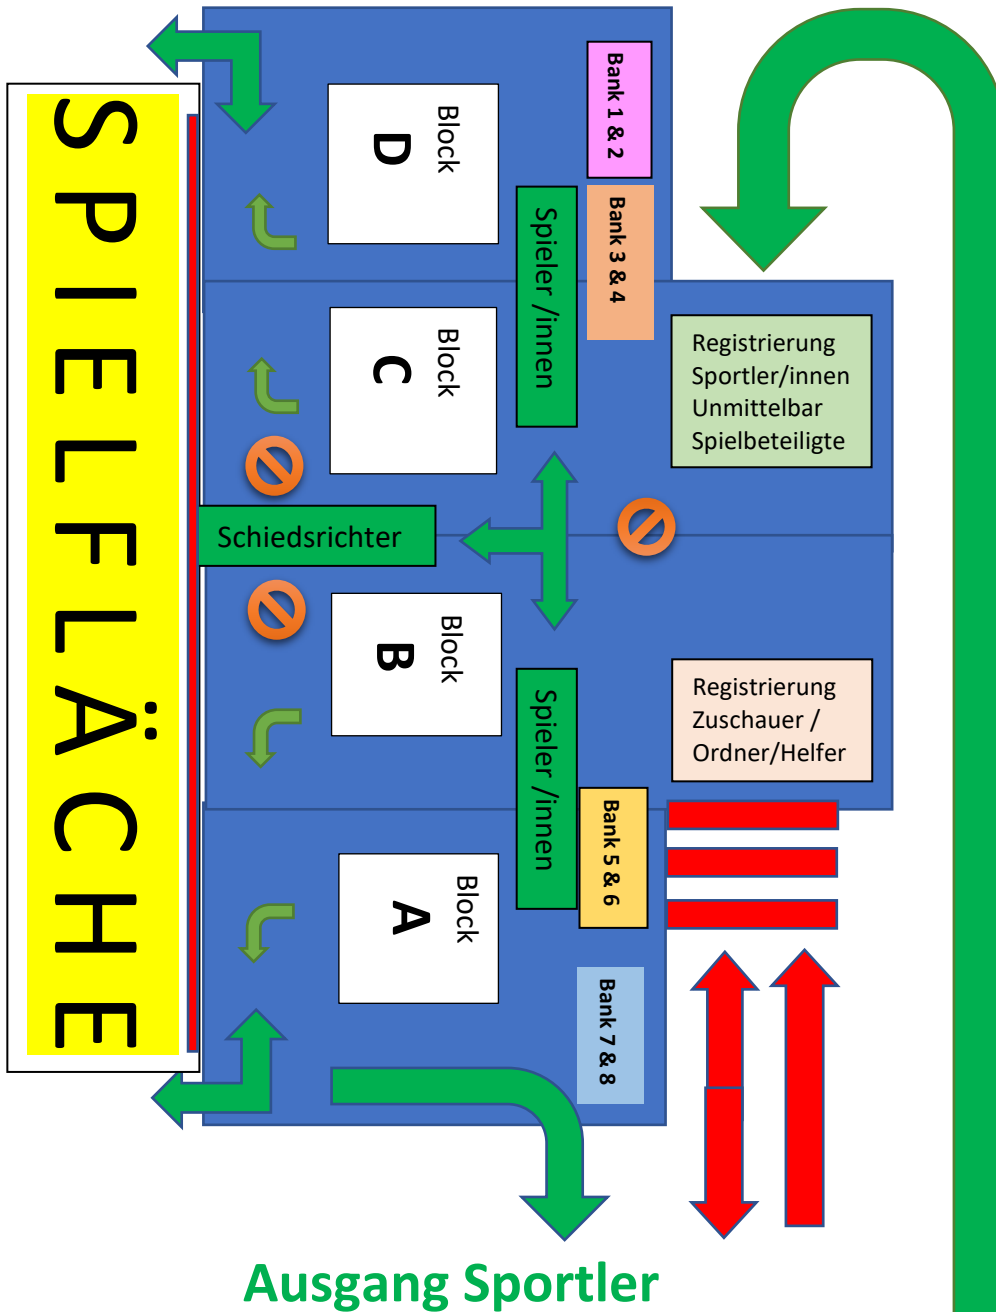 SPIELFLÄCHE
Block
D
Bank 1 & 2
Bank 3 & 4
Spieler /innen
Block
C
Registrierung
Sportler/innen
Unmittelbar
Spielbeteiligte
Schiedsrichter
Block
B
Spieler /innen
Registrierung
Zuschauer /
Ordner/Helfer
Bank 5 & 6
Block
A
Bank 7 & 8
Ausgang Sportler